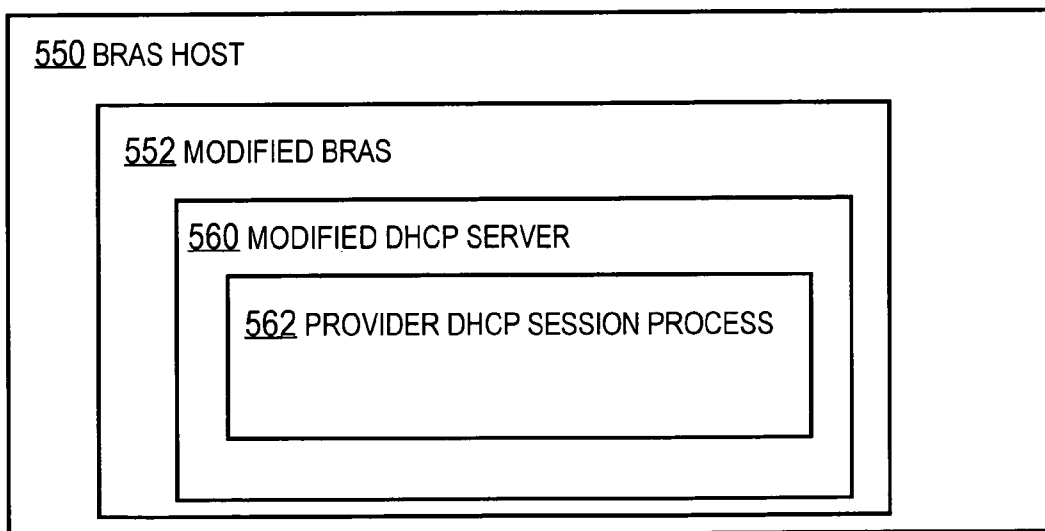 550 BRAS HOST
552 MODIFIED BRAS
560 MODIFIED DHCP SERVER
562 PROVIDER DHCP SESSION PROCESS